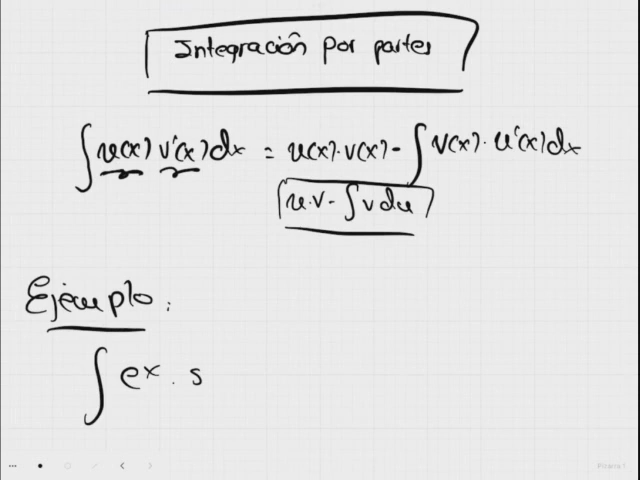 Integración por partes
∫ u(x) v'(x) dx = u(x) · v(x) - ∫ v(x) · u'(x) dx
u · v - ∫ v du
Ejemplo:
∫ ex . s